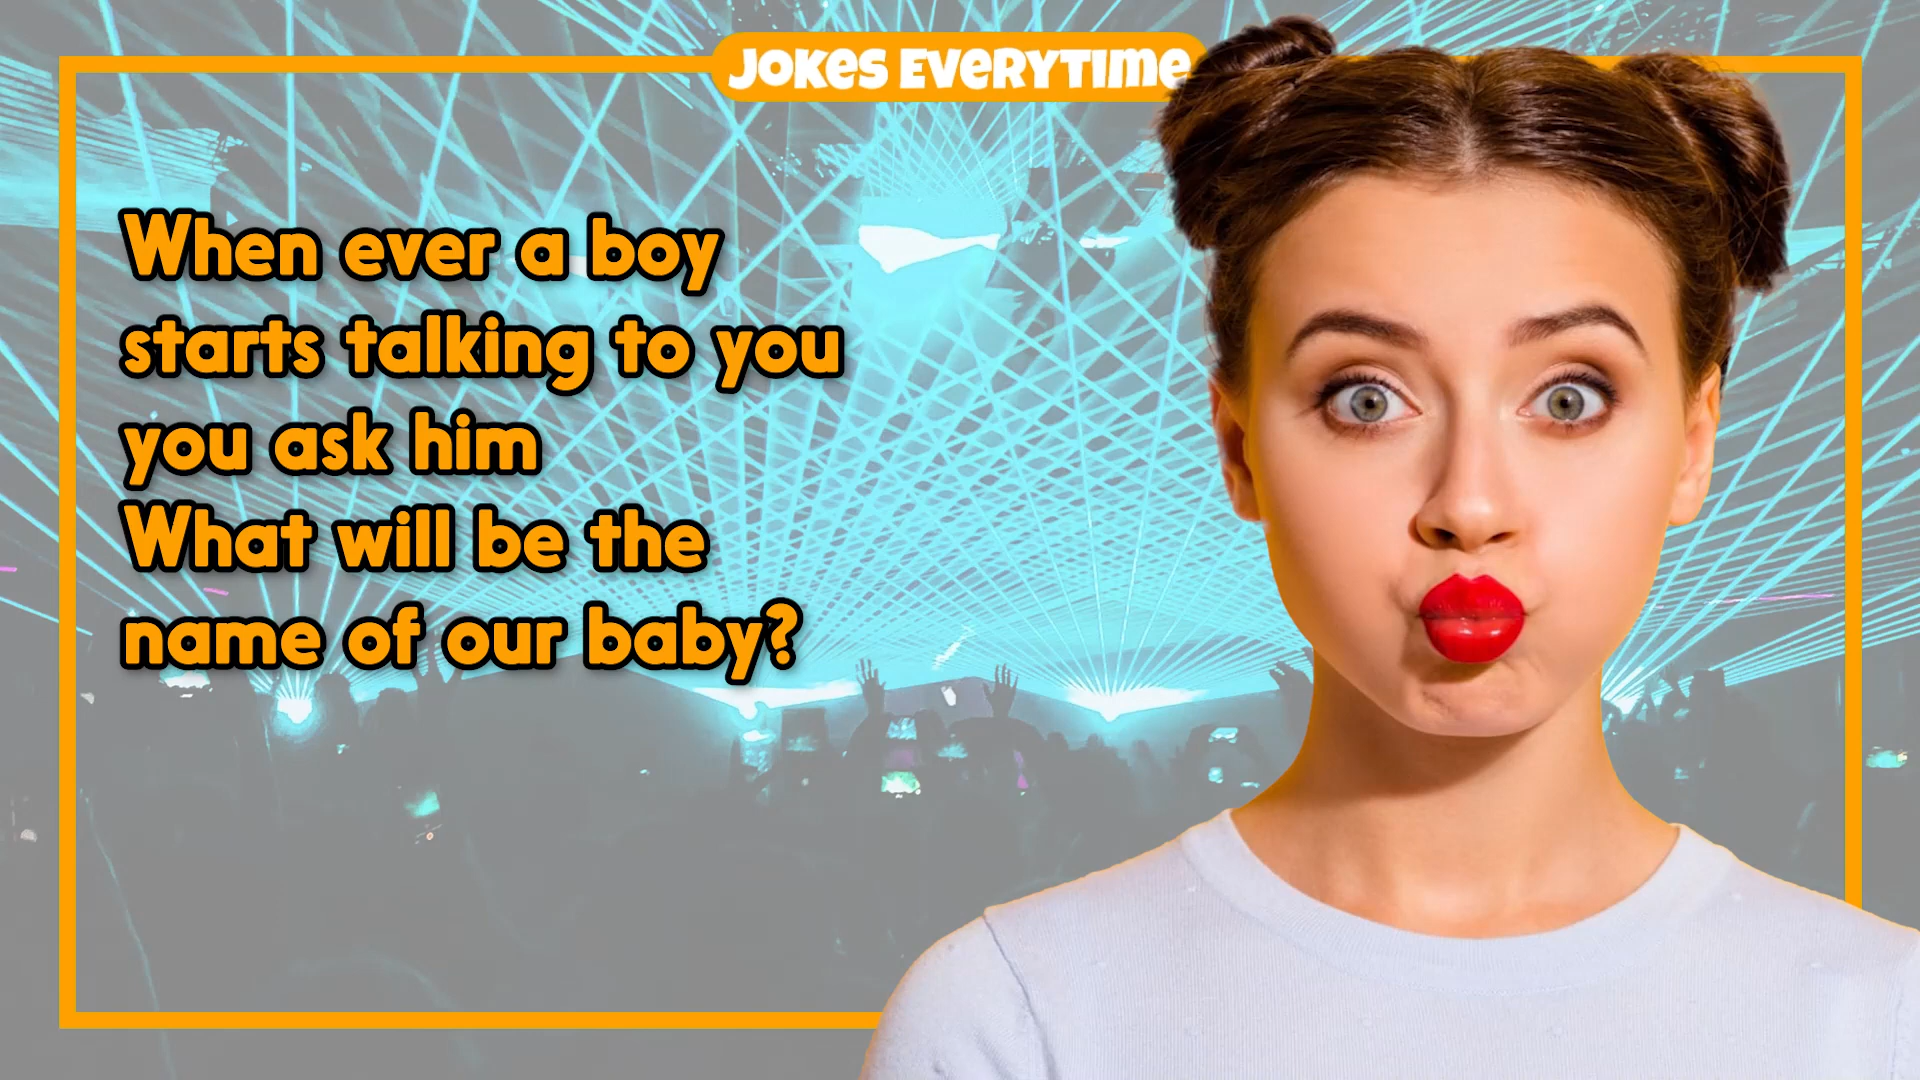 JOKES EVERYTIME
When ever a boy
starts talking to you
you ask him
What will be the
name of our baby?